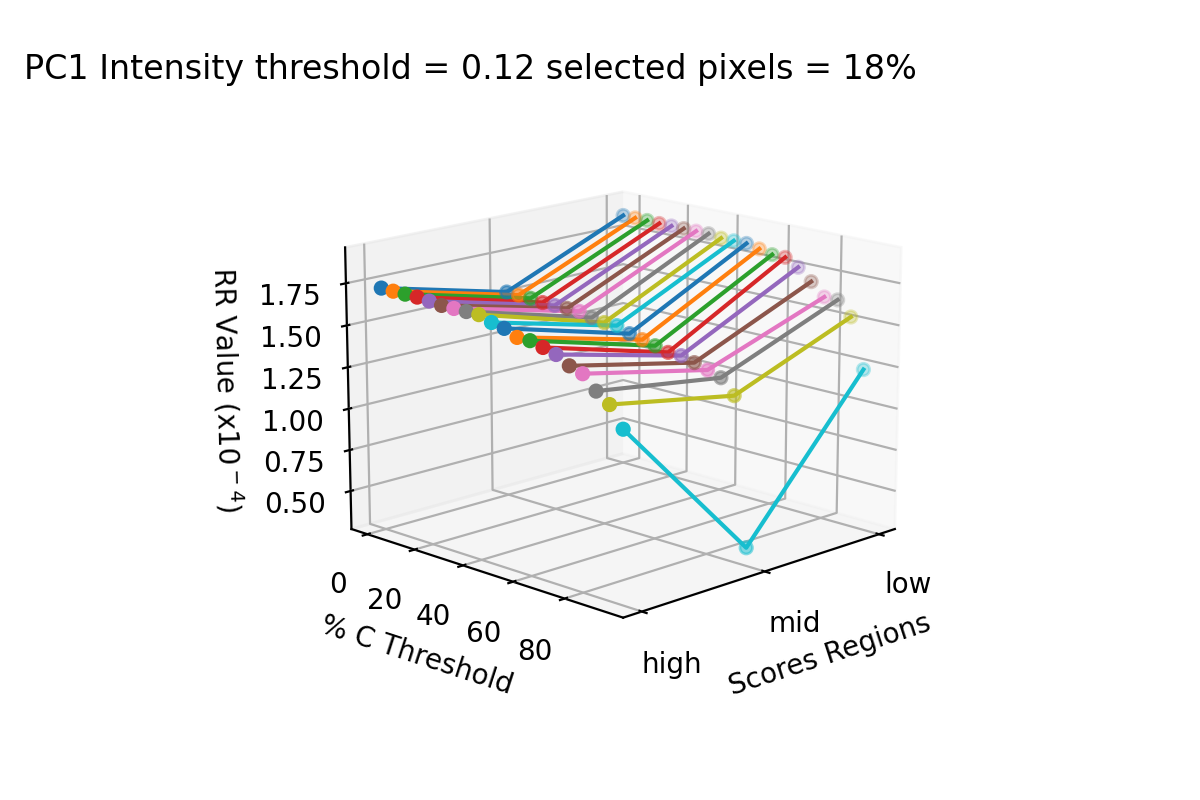 PC1 Intensity threshold = 0.12 selected pixels = 18%
RR Value (x10⁻⁴)
1.75
1.50
1.25
1.00
0.75
0.50
0
20
40
60
80
% C Threshold
high
mid
low
Scores Regions